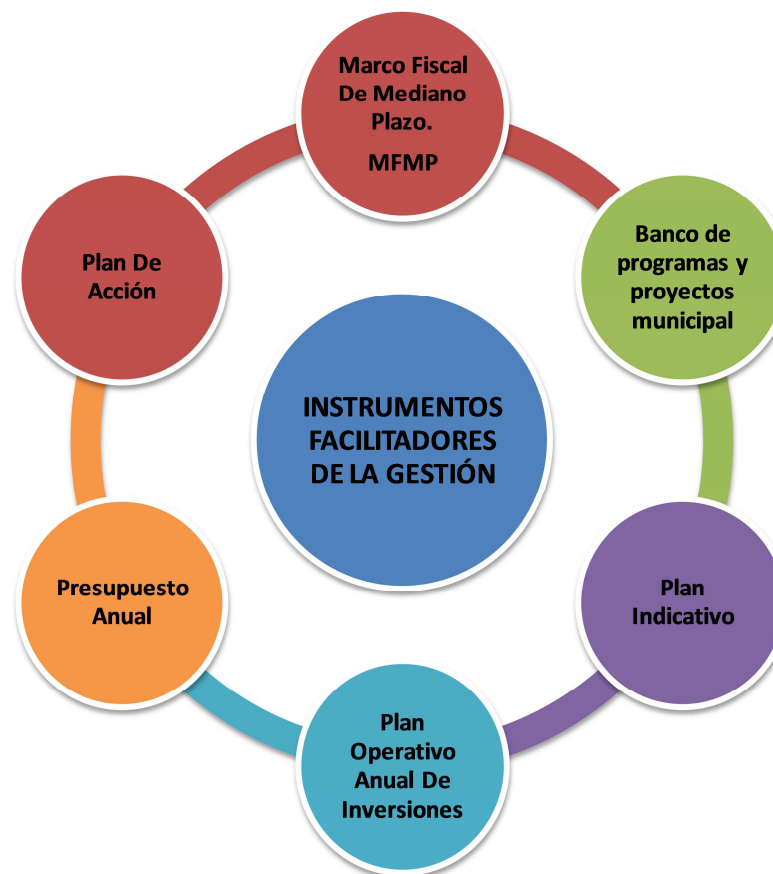 Marco Fiscal
De Mediano
Plazo.
MFMP
Banco de
programas y
proyectos
municipal
Plan
Indicativo
Plan
Operativo
Anual De
Inversiones
Presupuesto
Anual
Plan De
Acción
INSTRUMENTOS
FACILITADORES
DE LA GESTIÓN